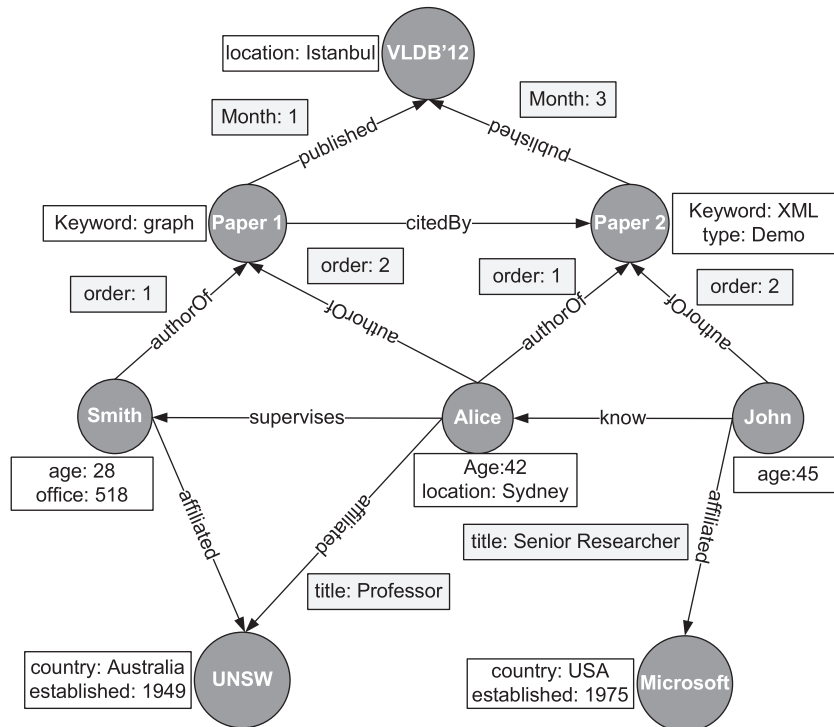 location: Istanbul
VLDB'12
Month: 1
Month: 3
published
published
Keyword: graph
Paper 1
citedBy
Paper 2
Keyword: XML
type: Demo
order: 1
order: 2
order: 1
order: 2
authorOf
authorOf
authorOf
authorOf
Smith
supervises
Alice
know
John
age: 28
office: 518
Age:42
location: Sydney
age:45
affiliated
affiliated
affiliated
title: Senior Researcher
title: Professor
country: Australia
established: 1949
UNSW
country: USA
established: 1975
Microsoft